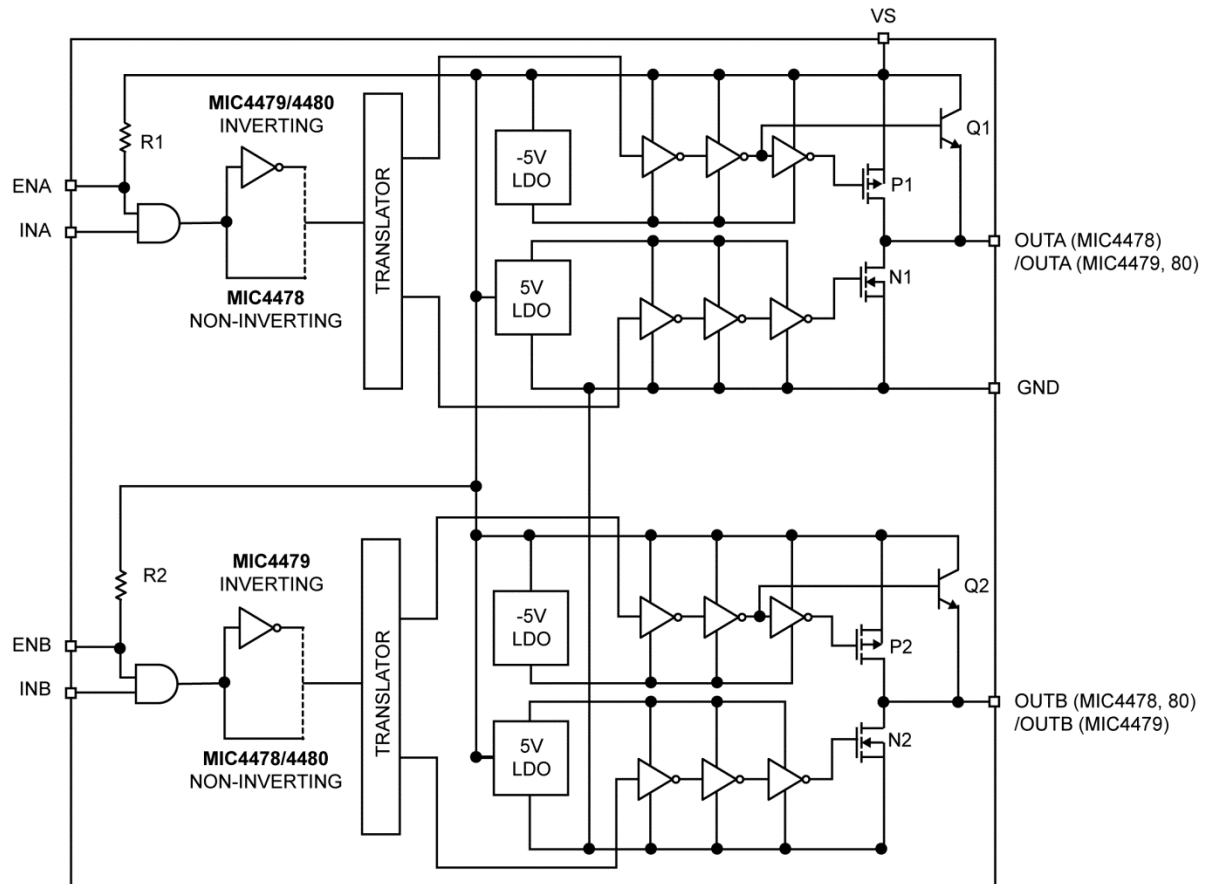 VS
MIC4479/4480
INVERTING
R1
Q1
-5V
LDO
ENA
P1
INA
TRANSLATOR
OUTA (MIC4478)
/OUTA (MIC4479, 80)
5V
LDO
N1
MIC4478
NON-INVERTING
GND
MIC4479
INVERTING
R2
Q2
-5V
LDO
ENB
P2
INB
TRANSLATOR
OUTB (MIC4478, 80)
/OUTB (MIC4479)
5V
LDO
N2
MIC4478/4480
NON-INVERTING